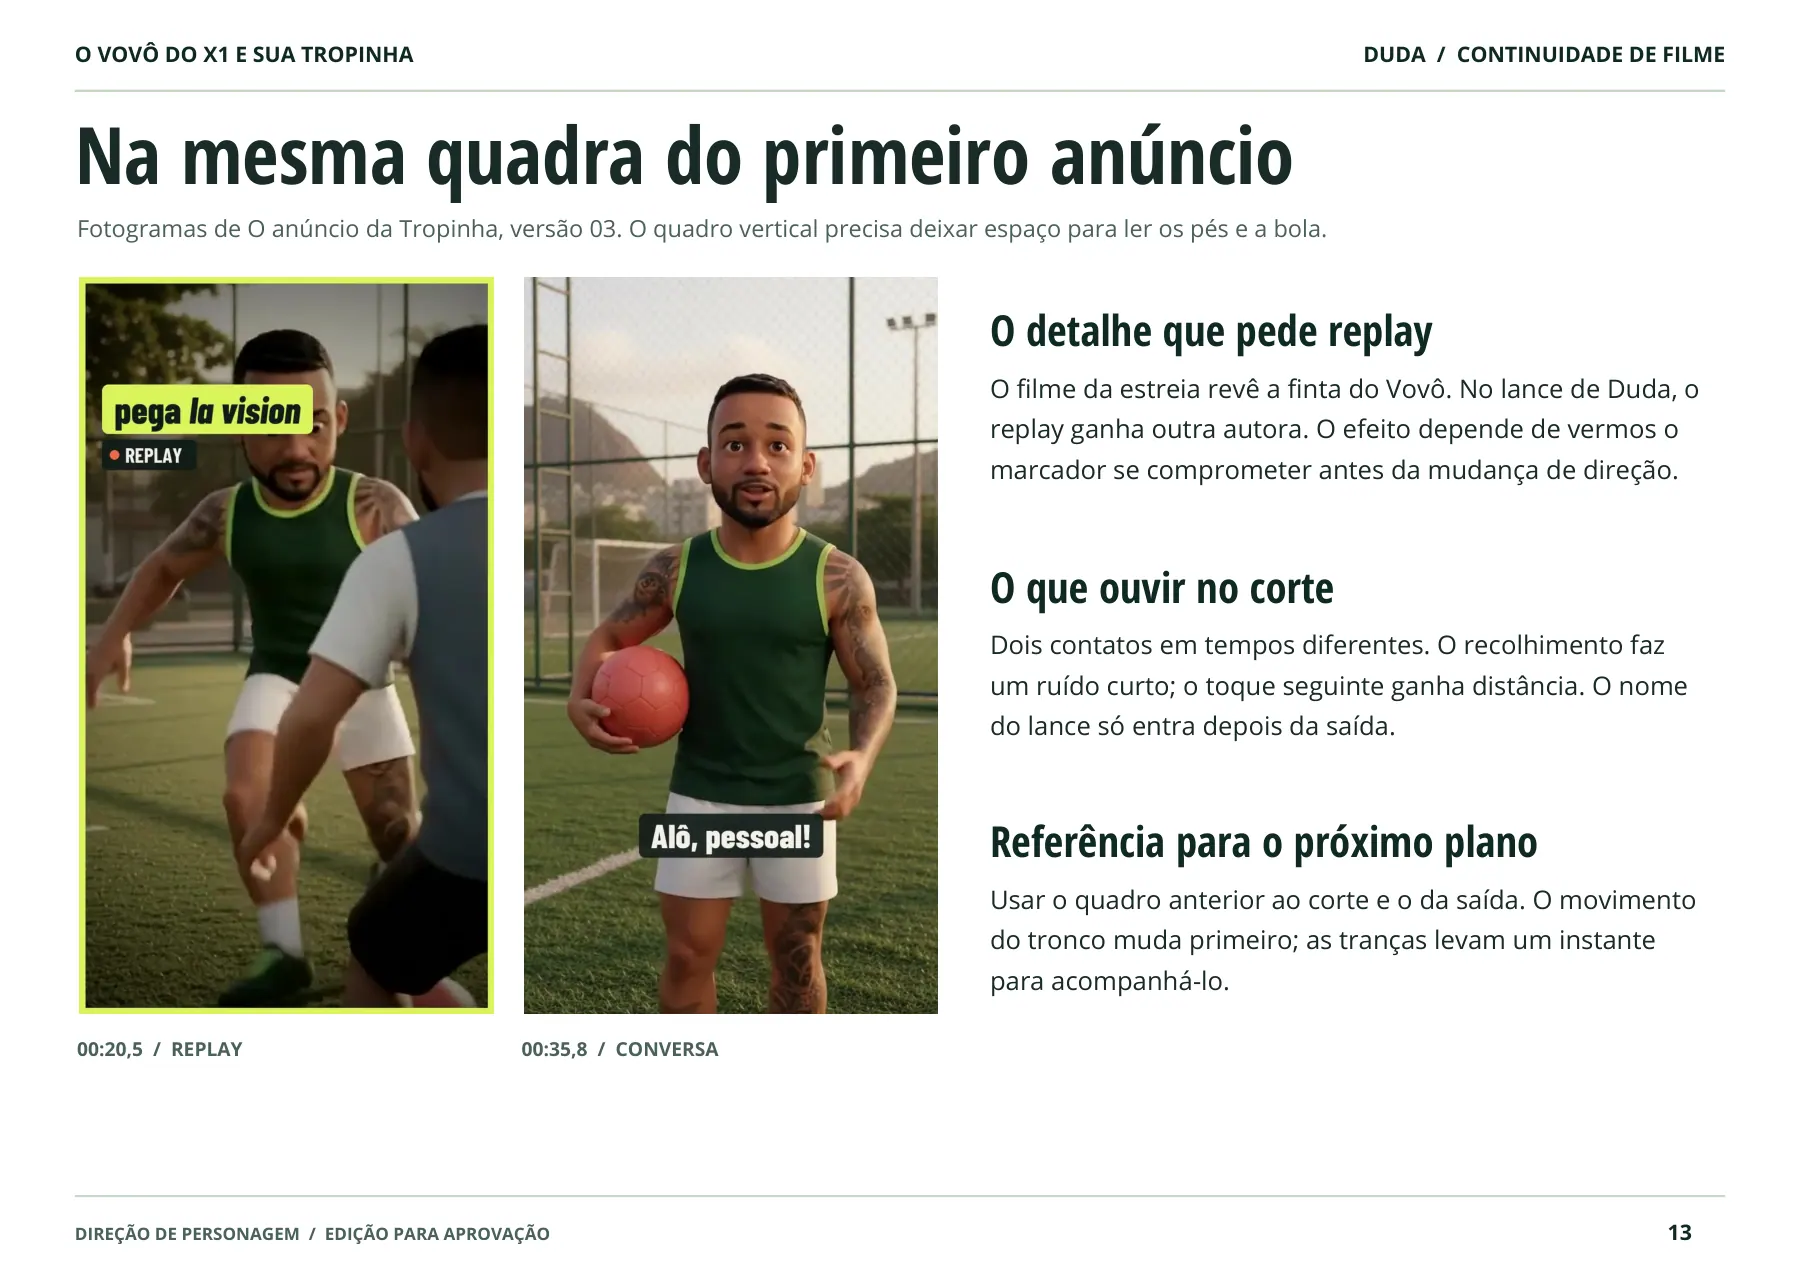 O VOVÔ DO X1 E SUA TROPINHA
DUDA / CONTINUIDADE DE FILME
Na mesma quadra do primeiro anúncio
Fotogramas de O anúncio da Tropinha, versão 03. O quadro vertical precisa deixar espaço para ler os pés e a bola.
pega la vision
REPLAY
Alô, pessoal!
00:20,5 / REPLAY
00:35,8 / CONVERSA
O detalhe que pede replay
O filme da estreia revê a finta do Vovô. No lance de Duda, o
replay ganha outra autora. O efeito depende de vermos o
marcador se comprometer antes da mudança de direção.
O que ouvir no corte
Dois contatos em tempos diferentes. O recolhimento faz
um ruído curto; o toque seguinte ganha distância. O nome
do lance só entra depois da saída.
Referência para o próximo plano
Usar o quadro anterior ao corte e o da saída. O movimento
do tronco muda primeiro; as tranças levam um instante
para acompanhá-lo.
DIREÇÃO DE PERSONAGEM / EDIÇÃO PARA APROVAÇÃO
13